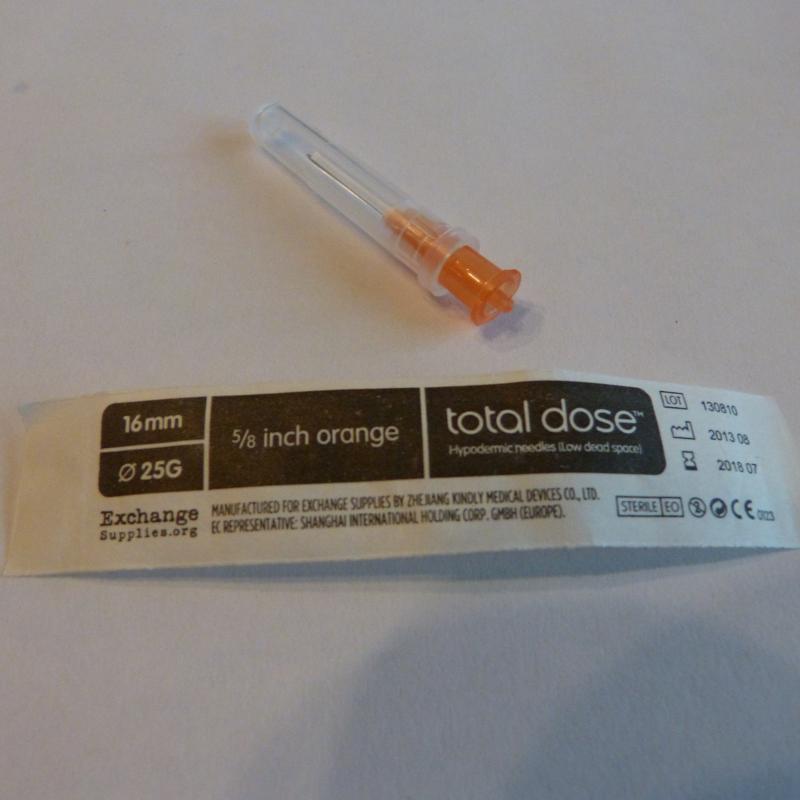 16mm
Ø 25G
5/8 inch orange
total dose™
Hypodermic needles (Low dead space)
LOT 130810
2013 08
2018 07
Exchange
Supplies.org
MANUFACTURED FOR EXCHANGE SUPPLIES BY ZHEJIANG KINDLY MEDICAL DEVICES CO., LTD.
EC REPRESENTATIVE: SHANGHAI INTERNATIONAL HOLDING CORP. GMBH (EUROPE).
STERILE EO 2 CE 0123